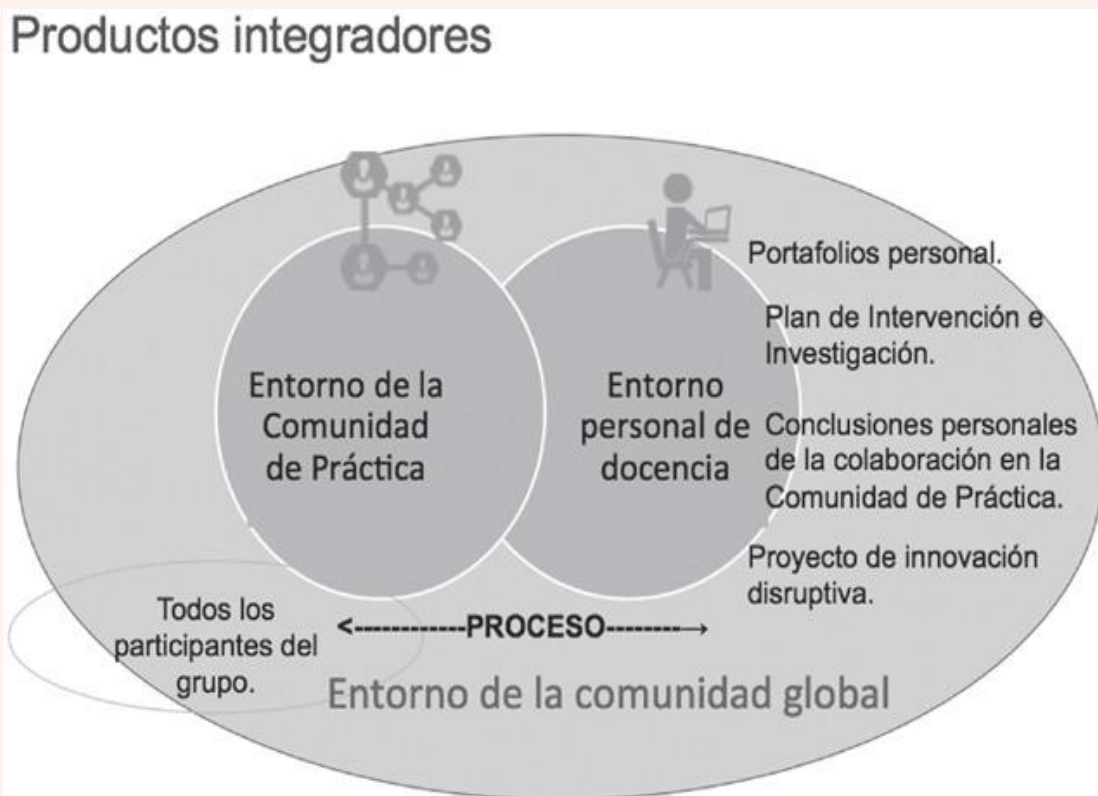 Productos integradores
Entorno de la
Comunidad
de Práctica
Entorno
personal de
docencia
Portafolios personal.
Plan de Intervención e
Investigación.
Conclusiones personales
de la colaboración en la
Comunidad de Práctica.
Proyecto de innovación
disruptiva.
Todos los
participantes del
grupo.
<------------PROCESO--------→
Entorno de la comunidad global